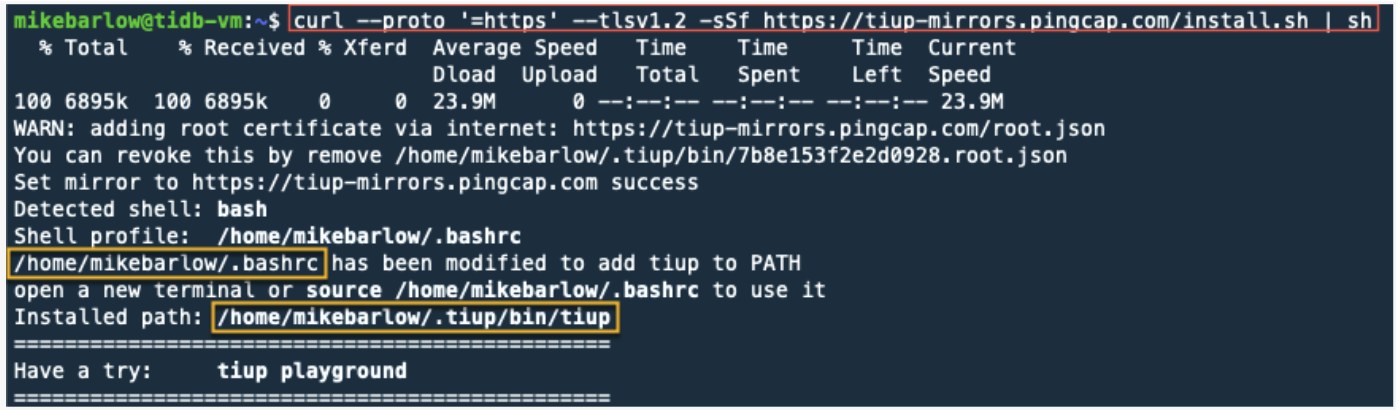 mikebarlow@tidb-vm:~$ curl --proto '=https' --tlsv1.2 -sSf https://tiup-mirrors.pingcap.com/install.sh | sh
  % Total    % Received % Xferd  Average Speed   Time    Time     Time  Current
                                 Dload  Upload   Total   Spent    Left  Speed
100 6895k  100 6895k    0     0  23.9M      0 --:--:-- --:--:-- --:--:-- 23.9M
WARN: adding root certificate via internet: https://tiup-mirrors.pingcap.com/root.json
You can revoke this by remove /home/mikebarlow/.tiup/bin/7b8e153f2e2d0928.root.json
Set mirror to https://tiup-mirrors.pingcap.com success
Detected shell: bash
Shell profile:  /home/mikebarlow/.bashrc
/home/mikebarlow/.bashrc has been modified to add tiup to PATH
open a new terminal or source /home/mikebarlow/.bashrc to use it
Installed path: /home/mikebarlow/.tiup/bin/tiup
===============================================
Have a try:     tiup playground
===============================================